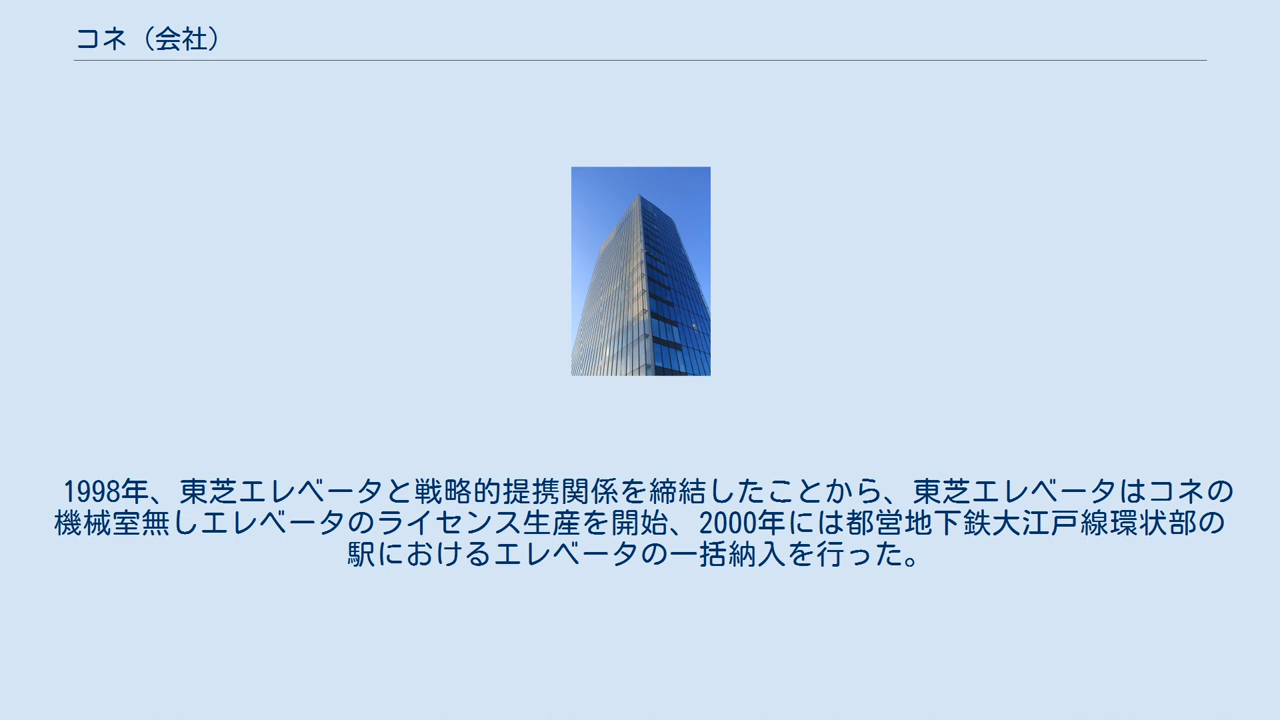 コネ（会社）
1998年、東芝エレベータと戦略的提携関係を締結したことから、東芝エレベータはコネの
機械室無しエレベータのライセンス生産を開始、2000年には都営地下鉄大江戸線環状部の
駅におけるエレベータの一括納入を行った。